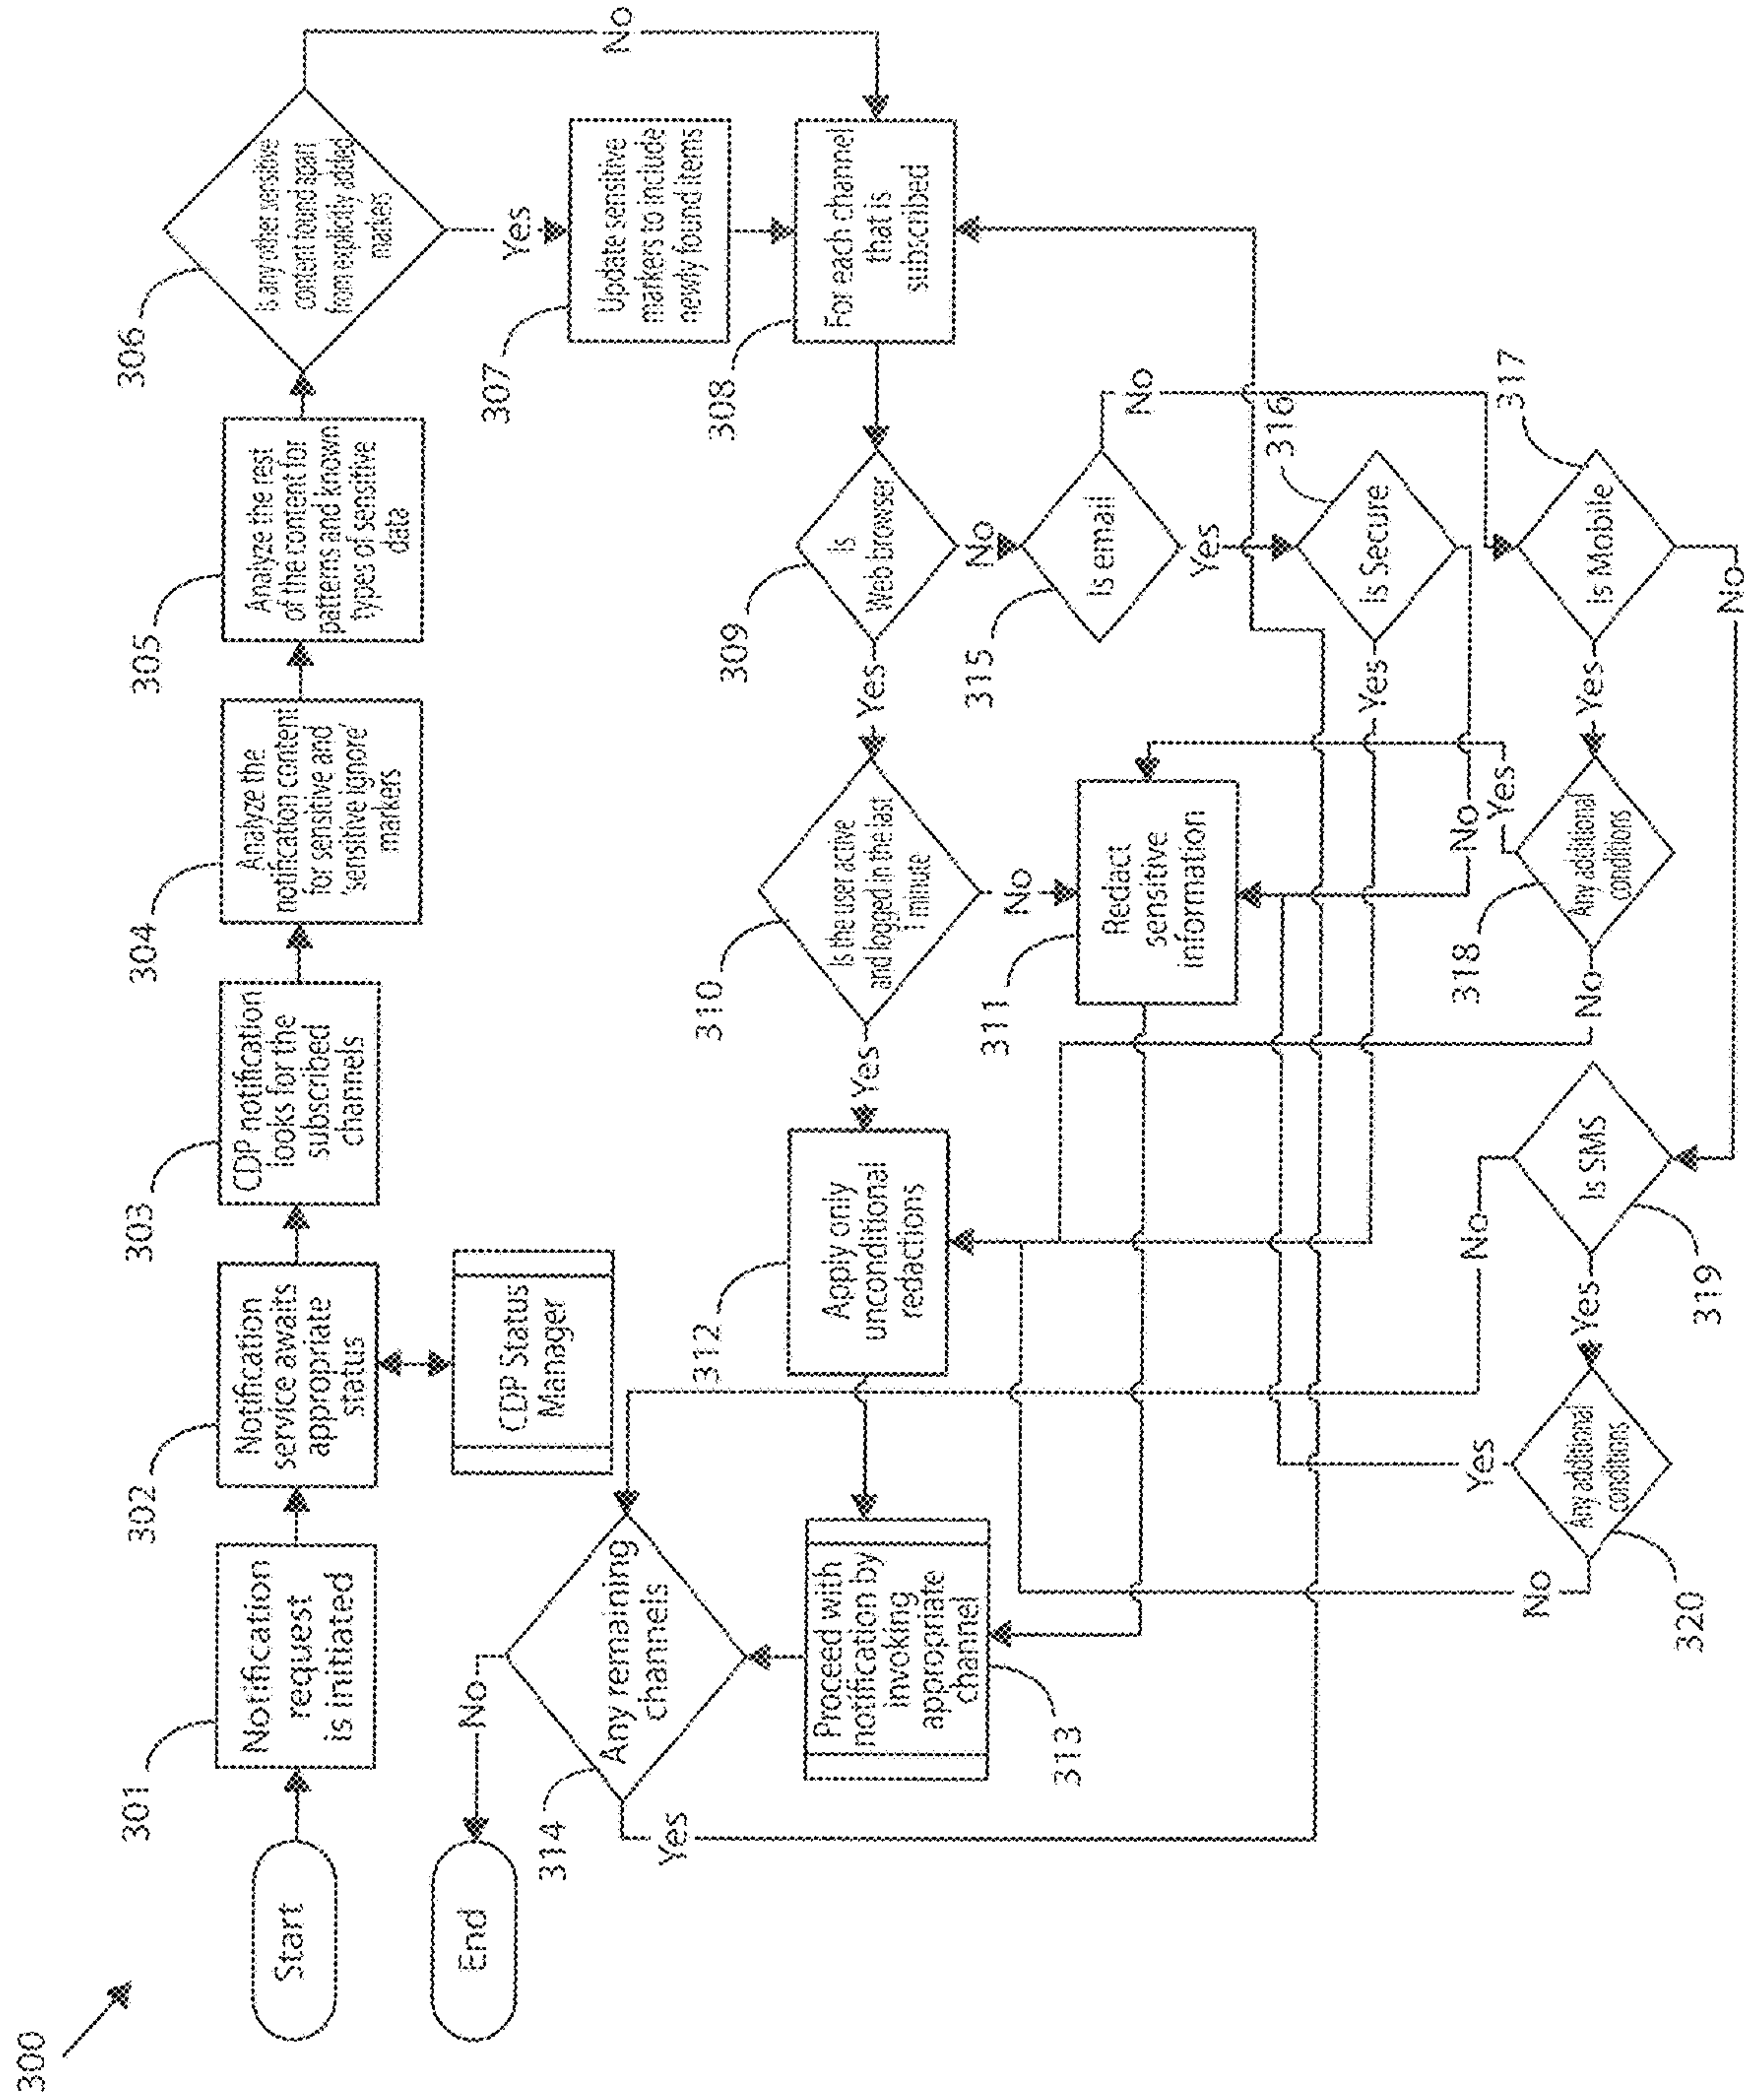 300
Start
301
Notification
request
is initiated
302
Notification
service awaits
appropriate
status
303
CDP notification
looks for the
subscribed
channels
304
Analyze the
notification content
for sensitive and
'sensitive ignore'
markers
305
Analyze the rest
of the content for
patterns and known
types of sensitive
data
306
Is any other sensitive
content found apart
from explicitly added
markers
No
Yes
End
CDP Status
Manager
307
Update sensitive
markers to include
newly found items
No
314
Any remaining
channels
Yes
308
For each channel
that is
subscribed
313
Proceed with
notification by
invoking
appropriate
channel
312
Apply only
unconditional
redactions
Yes
310
Is the user active
and logged in the last
1 minute
Yes
309
Is
Web browser
No
No
311
Redact
sensitive
information
315
Is email
No
Yes
316
Is Secure
Yes
No
317
Is Mobile
Yes
No
318
Any additional
conditions
Yes
No
319
Is SMS
No
Yes
320
Any additional
conditions
Yes
No